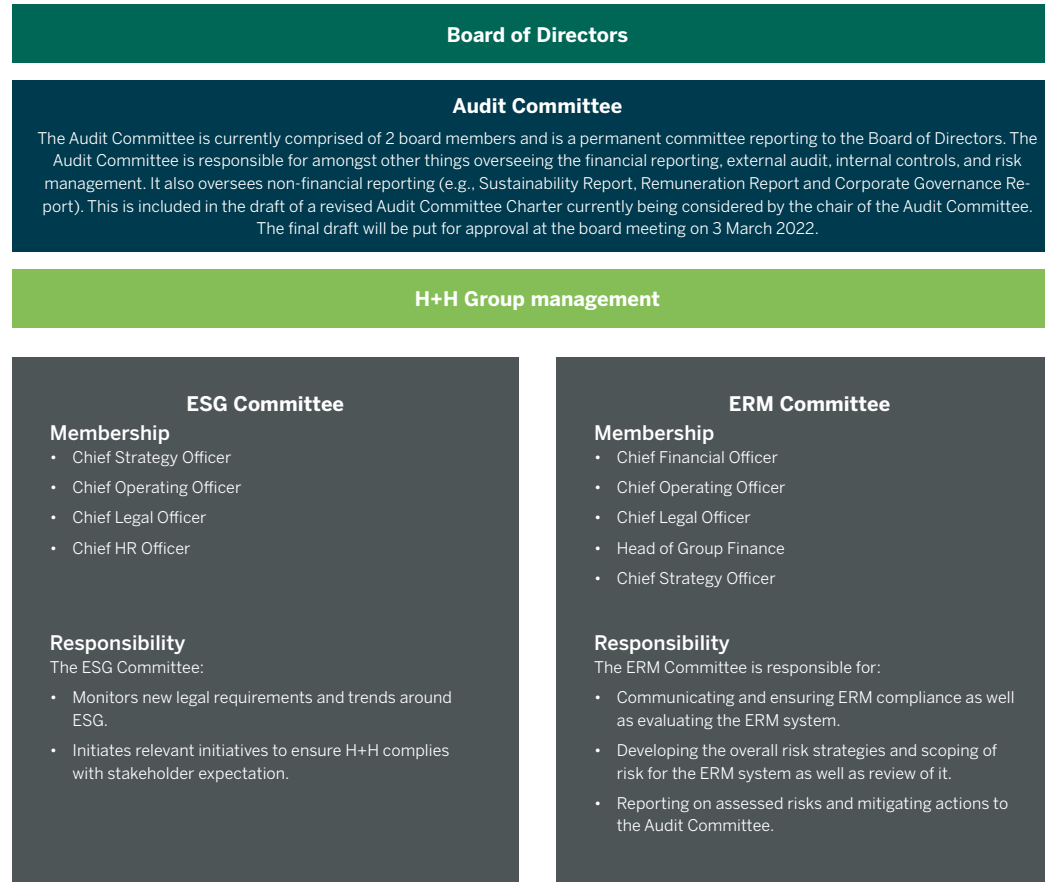 Board of Directors
Audit Committee
The Audit Committee is currently comprised of 2 board members and is a permanent committee reporting to the Board of Directors. The
Audit Committee is responsible for amongst other things overseeing the financial reporting, external audit, internal controls, and risk
management. It also oversees non-financial reporting (e.g., Sustainability Report, Remuneration Report and Corporate Governance Re-
port). This is included in the draft of a revised Audit Committee Charter currently being considered by the chair of the Audit Committee.
The final draft will be put for approval at the board meeting on 3 March 2022.
H+H Group management
ESG Committee
Membership
• Chief Strategy Officer
• Chief Operating Officer
• Chief Legal Officer
• Chief HR Officer
Responsibility
The ESG Committee:
• Monitors new legal requirements and trends around
ESG.
• Initiates relevant initiatives to ensure H+H complies
with stakeholder expectation.
ERM Committee
Membership
• Chief Financial Officer
• Chief Operating Officer
• Chief Legal Officer
• Head of Group Finance
• Chief Strategy Officer
Responsibility
The ERM Committee is responsible for:
• Communicating and ensuring ERM compliance as well
as evaluating the ERM system.
• Developing the overall risk strategies and scoping of
risk for the ERM system as well as review of it.
• Reporting on assessed risks and mitigating actions to
the Audit Committee.